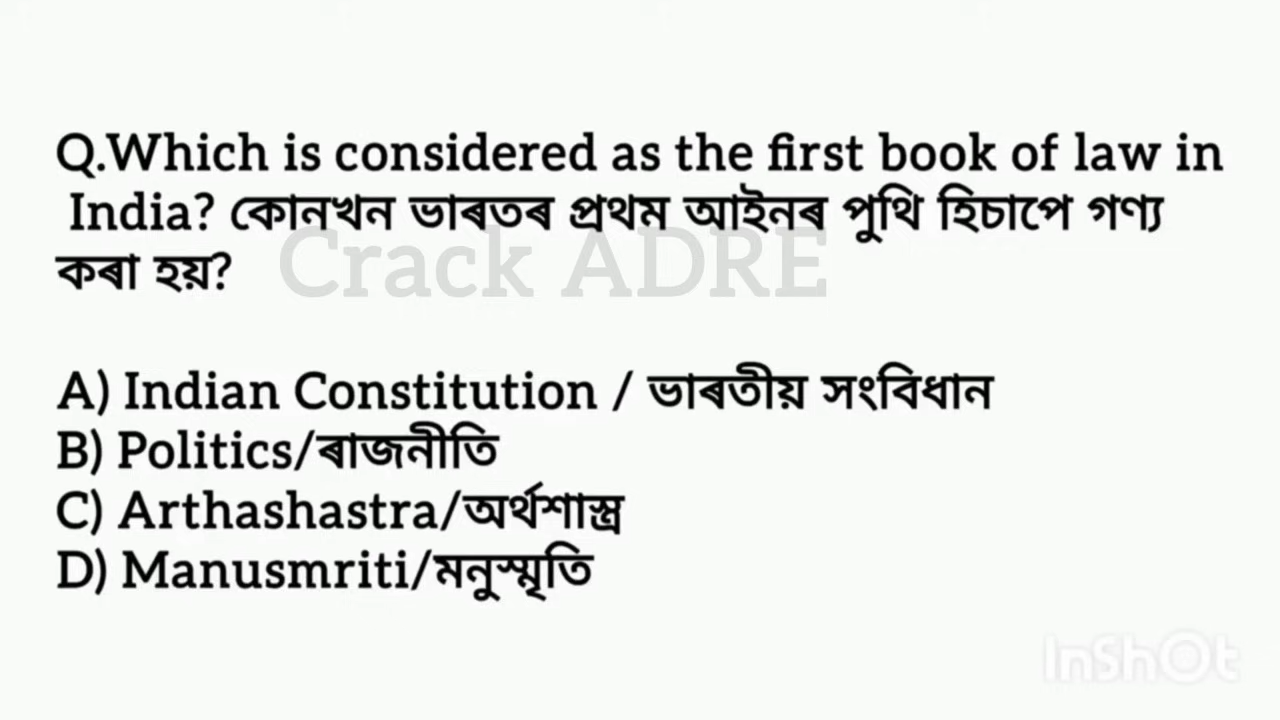 Q.Which is considered as the first book of law in
India? কোনখন ভাৰতৰ প্ৰথম আইনৰ পুথি হিচাপে গণ্য
কৰা হয়?
Crack ADRE
A) Indian Constitution / ভাৰতীয় সংবিধান
B) Politics/ৰাজনীতি
C) Arthashastra/অৰ্থশাস্ত্ৰ
D) Manusmriti/মনুস্মৃতি
InShOt